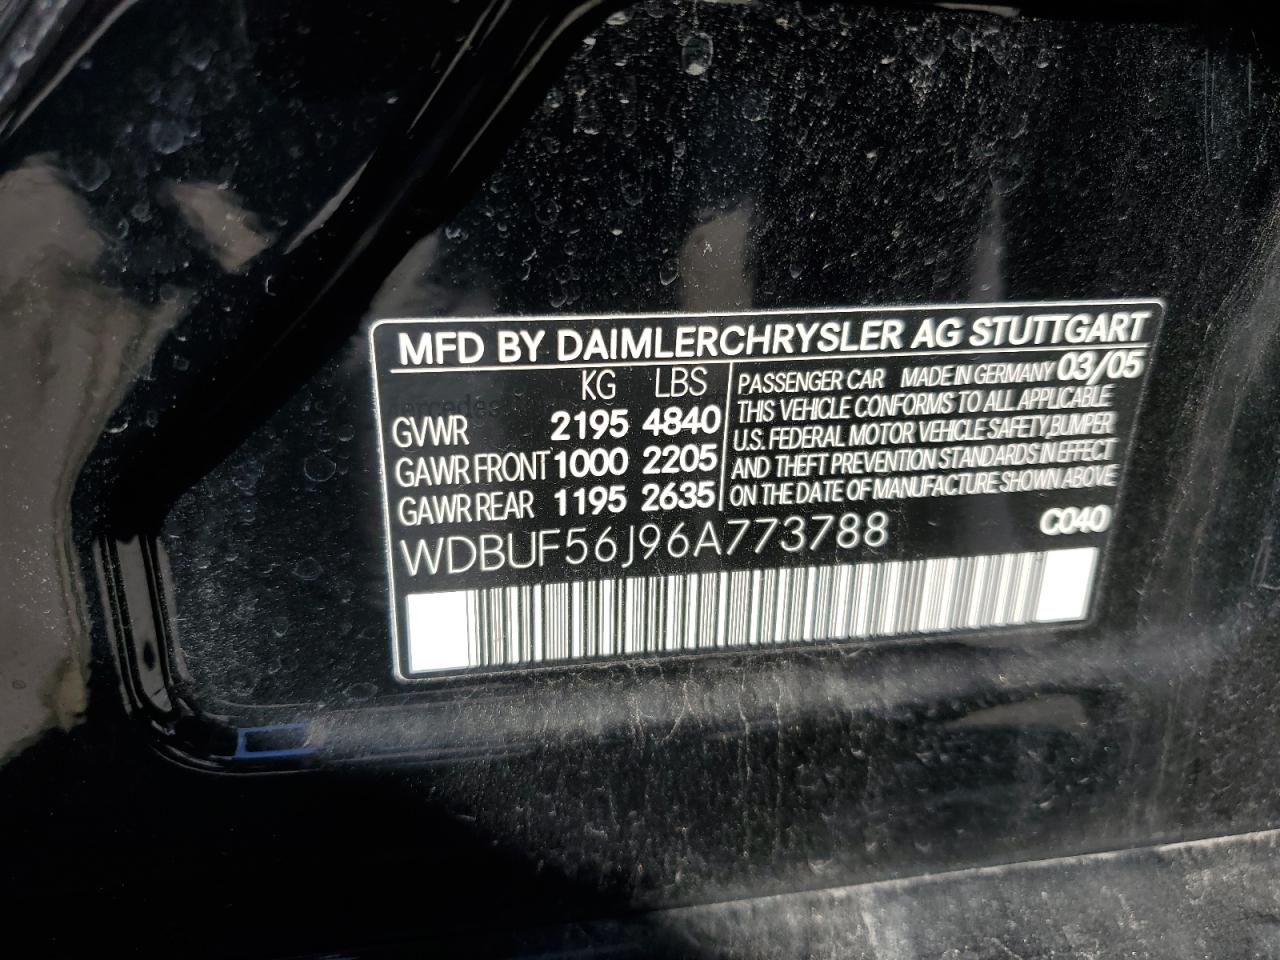 MFD BY DAIMLERCHRYSLER AG STUTTGART
KG LBS
GVWR 2195 4840
GAWR FRONT 1000 2205
GAWR REAR 1195 2635
PASSENGER CAR MADE IN GERMANY 03/05
THIS VEHICLE CONFORMS TO ALL APPLICABLE
U.S. FEDERAL MOTOR VEHICLE SAFETY, BUMPER
AND THEFT PREVENTION STANDARDS IN EFFECT
ON THE DATE OF MANUFACTURE SHOWN ABOVE
WDBUF56J96A773788 C040